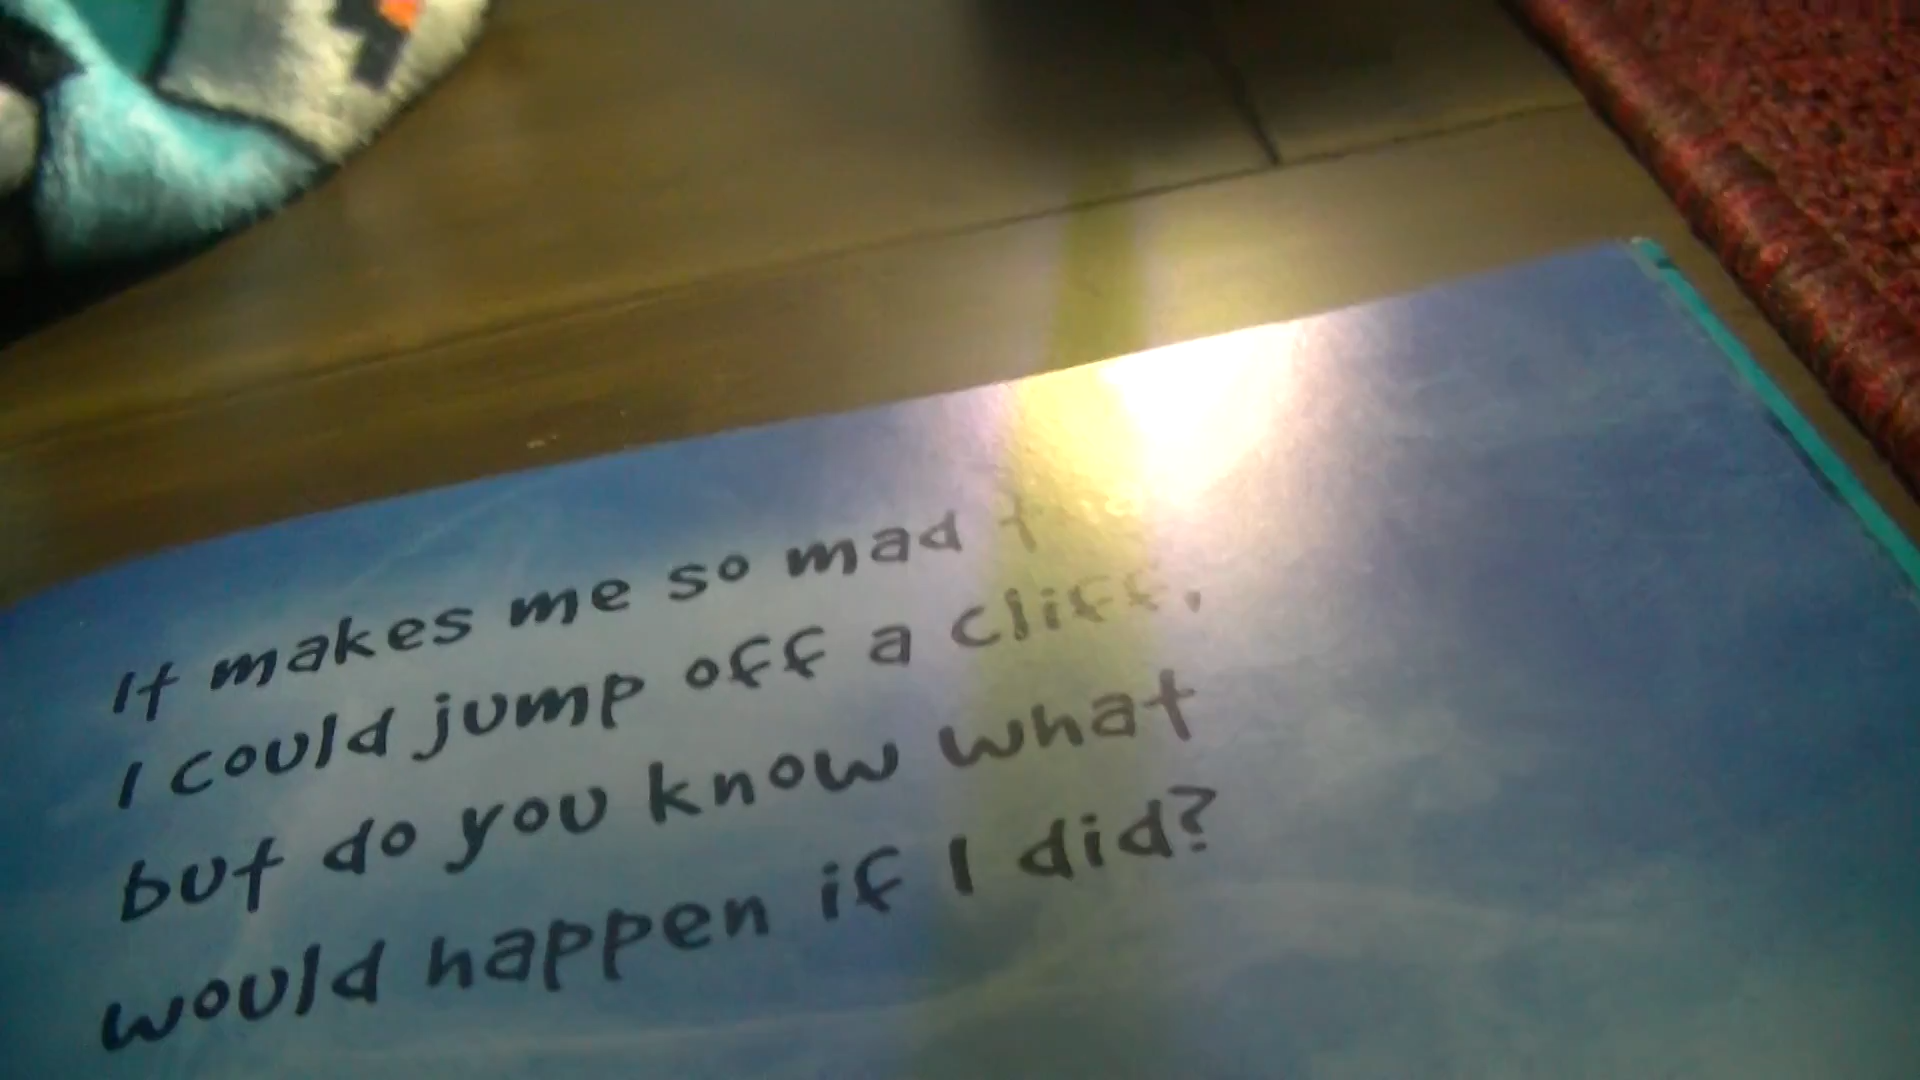 It makes me so mad
I could jump off a cliff,
but do you know what
would happen if I did?